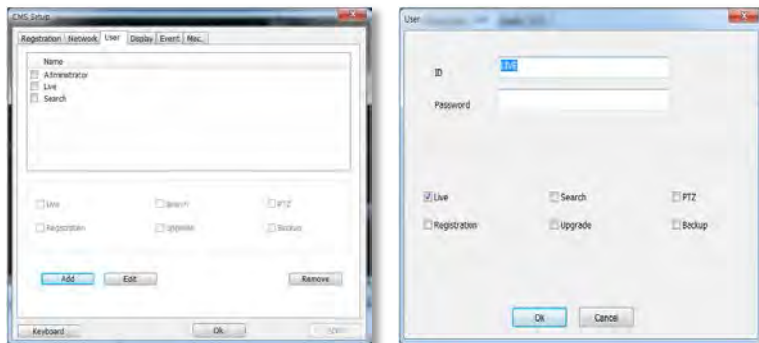 CMS Setup
Registration Network User Display Event Misc.
Name
Administrator
Live
Search
Live Search PTZ
Registration Upgrade Backup
Add Edit Remove
Keyboard Ok Apply
User
ID LIVE
Password
Live Search PTZ
Registration Upgrade Backup
Ok Cancel